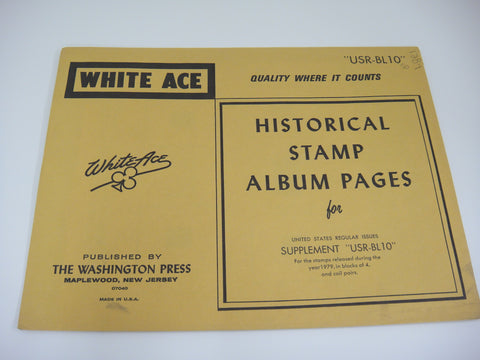 "USR-BL10"
WHITE ACE
QUALITY WHERE IT COUNTS
HISTORICAL
STAMP
ALBUM PAGES
for
UNITED STATES REGULAR ISSUES
SUPPLEMENT "USR-BL10"
For the stamps released during the
year 1979, in blocks of 4,
and coil pairs.
White Ace
PUBLISHED BY
THE WASHINGTON PRESS
MAPLEWOOD, NEW JERSEY
07040
MADE IN U.S.A.